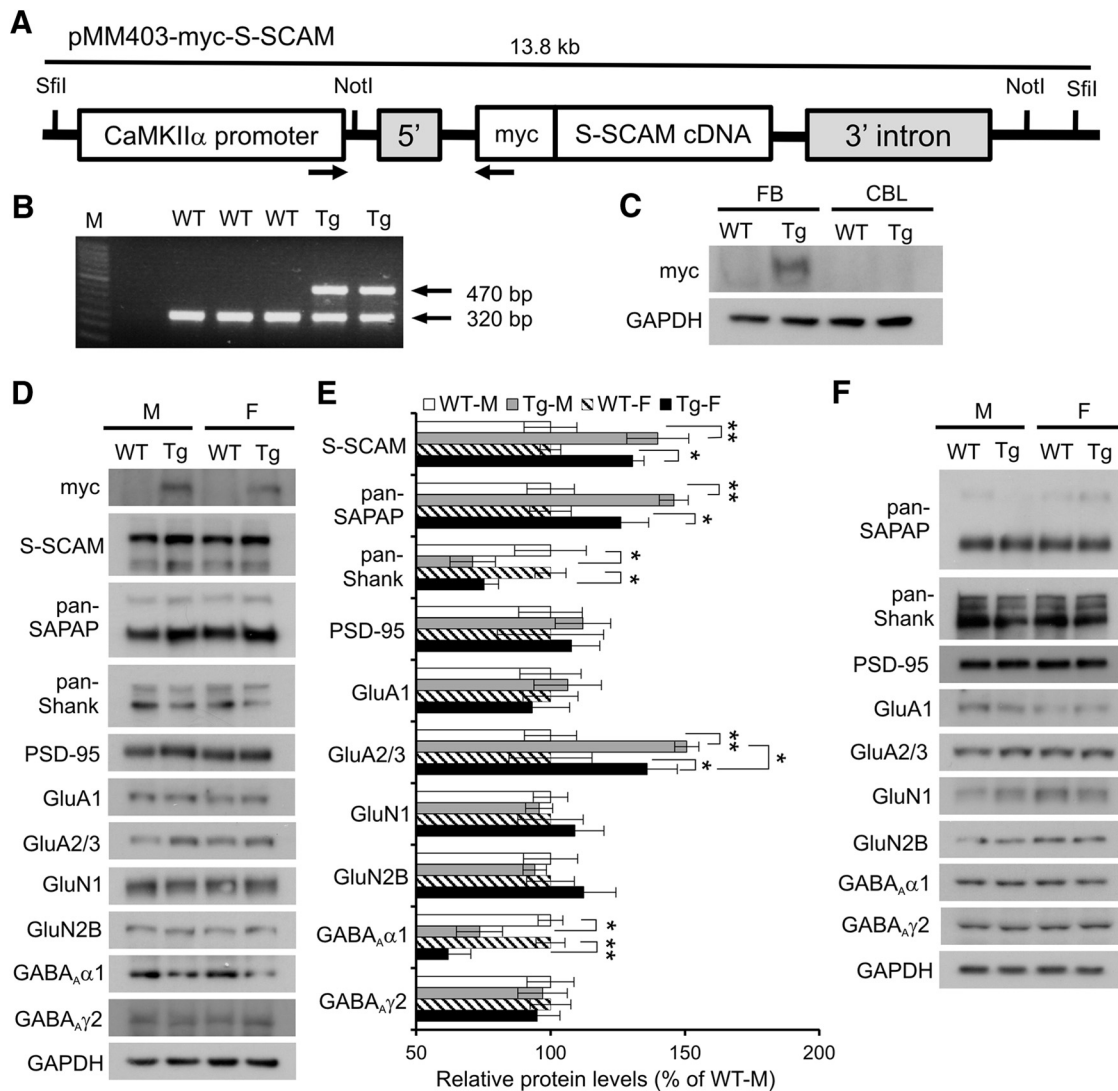 A
pMM403-myc-S-SCAM
13.8 kb
SfiI
NotI
NotI
SfiI
CaMKIIα promoter
5'
myc
S-SCAM cDNA
3' intron
B
M
WT WT WT Tg Tg
470 bp
320 bp
C
FB CBL
WT Tg WT Tg
myc
GAPDH
D
M F
WT Tg WT Tg
myc
S-SCAM
pan-
SAPAP
pan-
Shank
PSD-95
GluA1
GluA2/3
GluN1
GluN2B
GABAAα1
GABAAγ2
GAPDH
E
WT-M Tg-M WT-F Tg-F
S-SCAM
**
*
pan-
SAPAP
**
*
pan-
Shank
*
*
PSD-95
GluA1
GluA2/3
**
*
*
GluN1
GluN2B
GABAAα1
*
**
GABAAγ2
50 100 150 200
Relative protein levels (% of WT-M)
F
M F
WT Tg WT Tg
pan-
SAPAP
pan-
Shank
PSD-95
GluA1
GluA2/3
GluN1
GluN2B
GABAAα1
GABAAγ2
GAPDH